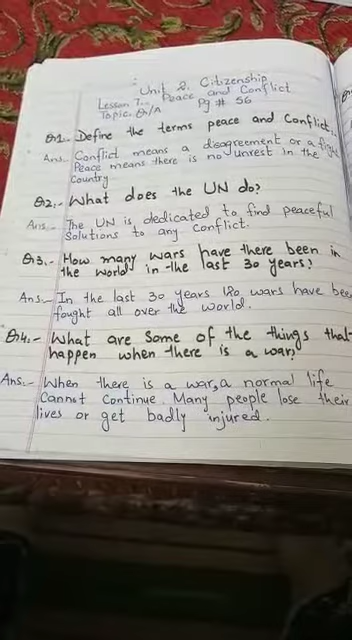 Unit 2. Citizenship
Lesson 7:- Peace and Conflict
Topic. Q/A Pg # 56
Q1:- Define the terms peace and Conflict.
Ans:- Conflict means a disagreement or a fight
Peace means there is no unrest in the
Country
Q2:- What does the UN do?
Ans:- The UN is dedicated to find peaceful
Solutions to any Conflict.
Q3:- How many wars have there been in
the world in the last 30 years?
Ans:- In the last 30 years 180 wars have been
fought all over the world.
Q4:- What are Some of the things that
happen when there is a war,
Ans:- When there is a war, a normal life
Cannot Continue. Many people lose their
lives or get badly injured.